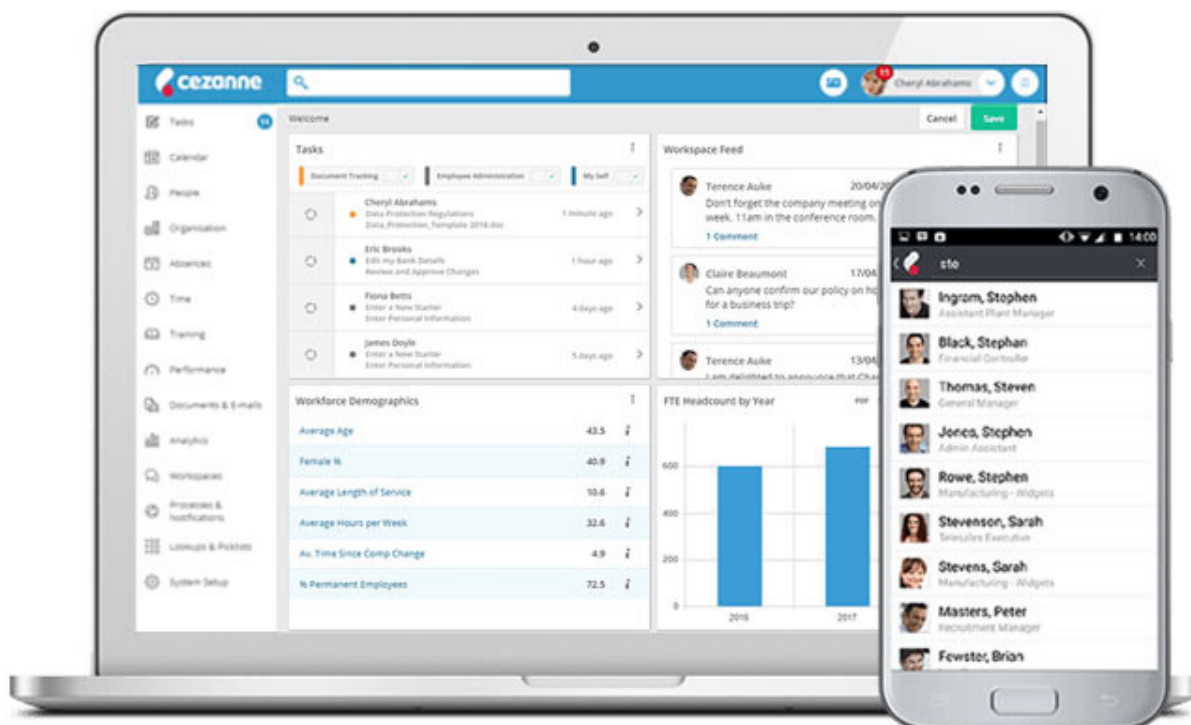 cezanne
Cheryl Abrahams
Tasks
Calendar
People
Organisation
Absences
Time
Training
Performance
Documents & E-mails
Analytics
Workspaces
Processes &
Notifications
Lookups & Picklists
System Setup
Welcome
Cancel
Save
Tasks
Document Tracking
Employee Administration
My Self
Cheryl Abrahams
Data Protection Regulations
1 minute ago
Data_Protection_Template 2018.doc
Eric Brooks
Edit my Bank Details
1 hour ago
Review and Approve Changes
Fiona Betts
Enter a New Starter
4 days ago
Enter Personal Information
James Doyle
Enter a New Starter
5 days ago
Enter Personal Information
Workspace Feed
Terence Auke 20/04/20
Don't forget the company meeting on
week. 11am in the conference room.
1 Comment
Claire Beaumont 17/04/
Can anyone confirm our policy on ho
for a business trip?
1 Comment
Terence Auke 13/04/
I am delighted to announce that Cha
Workforce Demographics
Average Age 43.5 i
Female % 40.9 i
Average Length of Service 10.6 i
Average Hours per Week 32.6 i
Av. Time Since Comp Change 4.9 i
% Permanent Employees 72.5 i
FTE Headcount by Year
PDF
600
400
200
0
2016 2017
14:00
ste
Ingram, Stephen
Assistant Plant Manager
Black, Stephan
Financial Controller
Thomas, Steven
General Manager
Jones, Stephen
Admin Assistant
Rowe, Stephen
Manufacturing - Widgets
Stevenson, Sarah
Telesales Executive
Stevens, Sarah
Manufacturing - Widgets
Masters, Peter
Recruitment Manager
Fewster, Brian